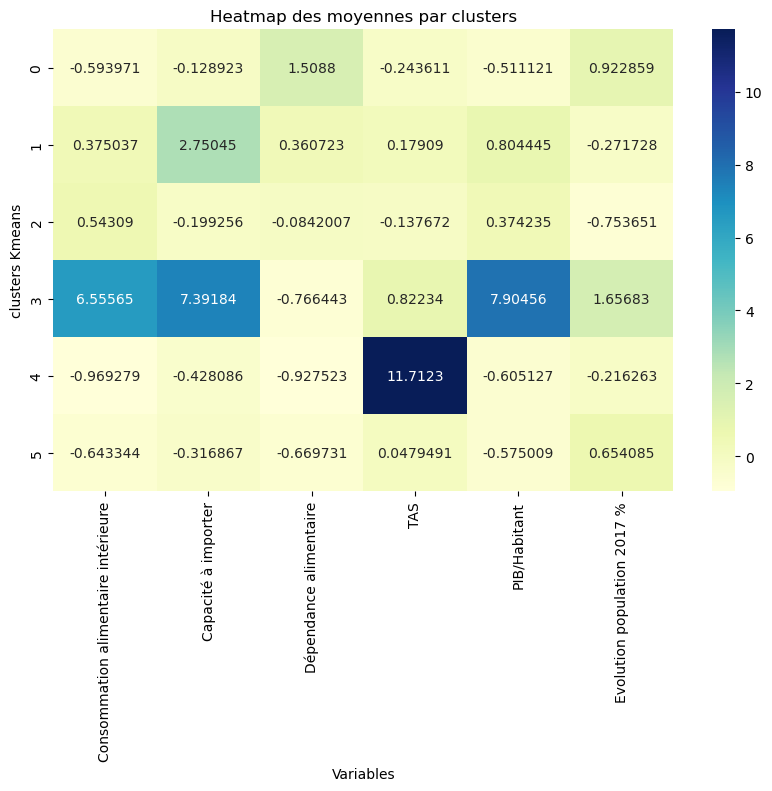 Heatmap des moyennes par clusters
clusters Kmeans
0 -0.593971 -0.128923 1.5088 -0.243611 -0.511121 0.922859
1 0.375037 2.75045 0.360723 0.17909 0.804445 -0.271728
2 0.54309 -0.199256 -0.0842007 -0.137672 0.374235 -0.753651
3 6.55565 7.39184 -0.766443 0.82234 7.90456 1.65683
4 -0.969279 -0.428086 -0.927523 11.7123 -0.605127 -0.216263
5 -0.643344 -0.316867 -0.669731 0.0479491 -0.575009 0.654085
Consommation alimentaire intérieure
Capacité à importer
Dépendance alimentaire
TAS
PIB/Habitant
Evolution population 2017 %
Variables
10
8
6
4
2
0